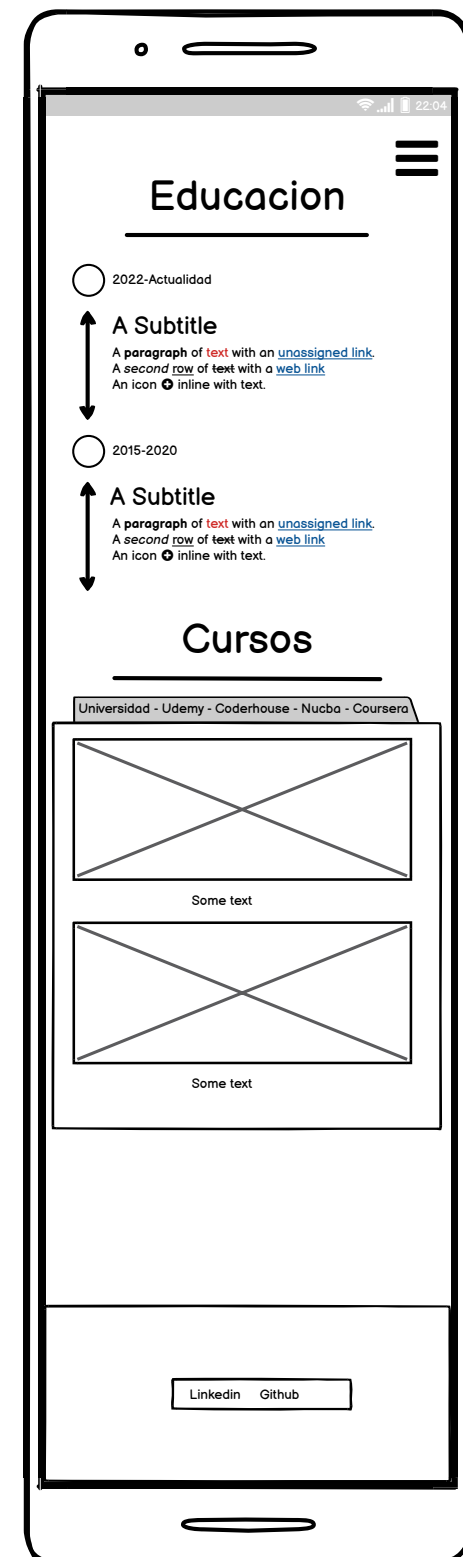 22:04
Educacion
2022-Actualidad
A Subtitle
A paragraph of text with an unassigned link.
A second row of text with a web link
An icon inline with text.
2015-2020
A Subtitle
A paragraph of text with an unassigned link.
A second row of text with a web link
An icon inline with text.
Cursos
Universidad - Udemy - Coderhouse - Nucba - Coursera
Some text
Some text
Linkedin Github